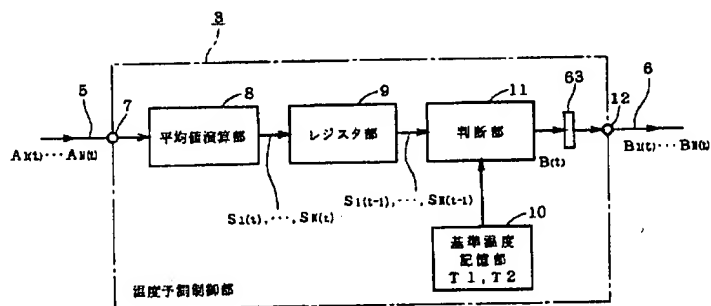 3
5
7
8
9
11
63
12
6
平均値演算部
レジスタ部
判断部
A1(t)···AN(t)
B(t)
B1(t)···BN(t)
S1(t),···,SN(t)
S1(t-1),···,SN(t-1)
10
基準温度
記憶部
T1,T2
温度予測制御部